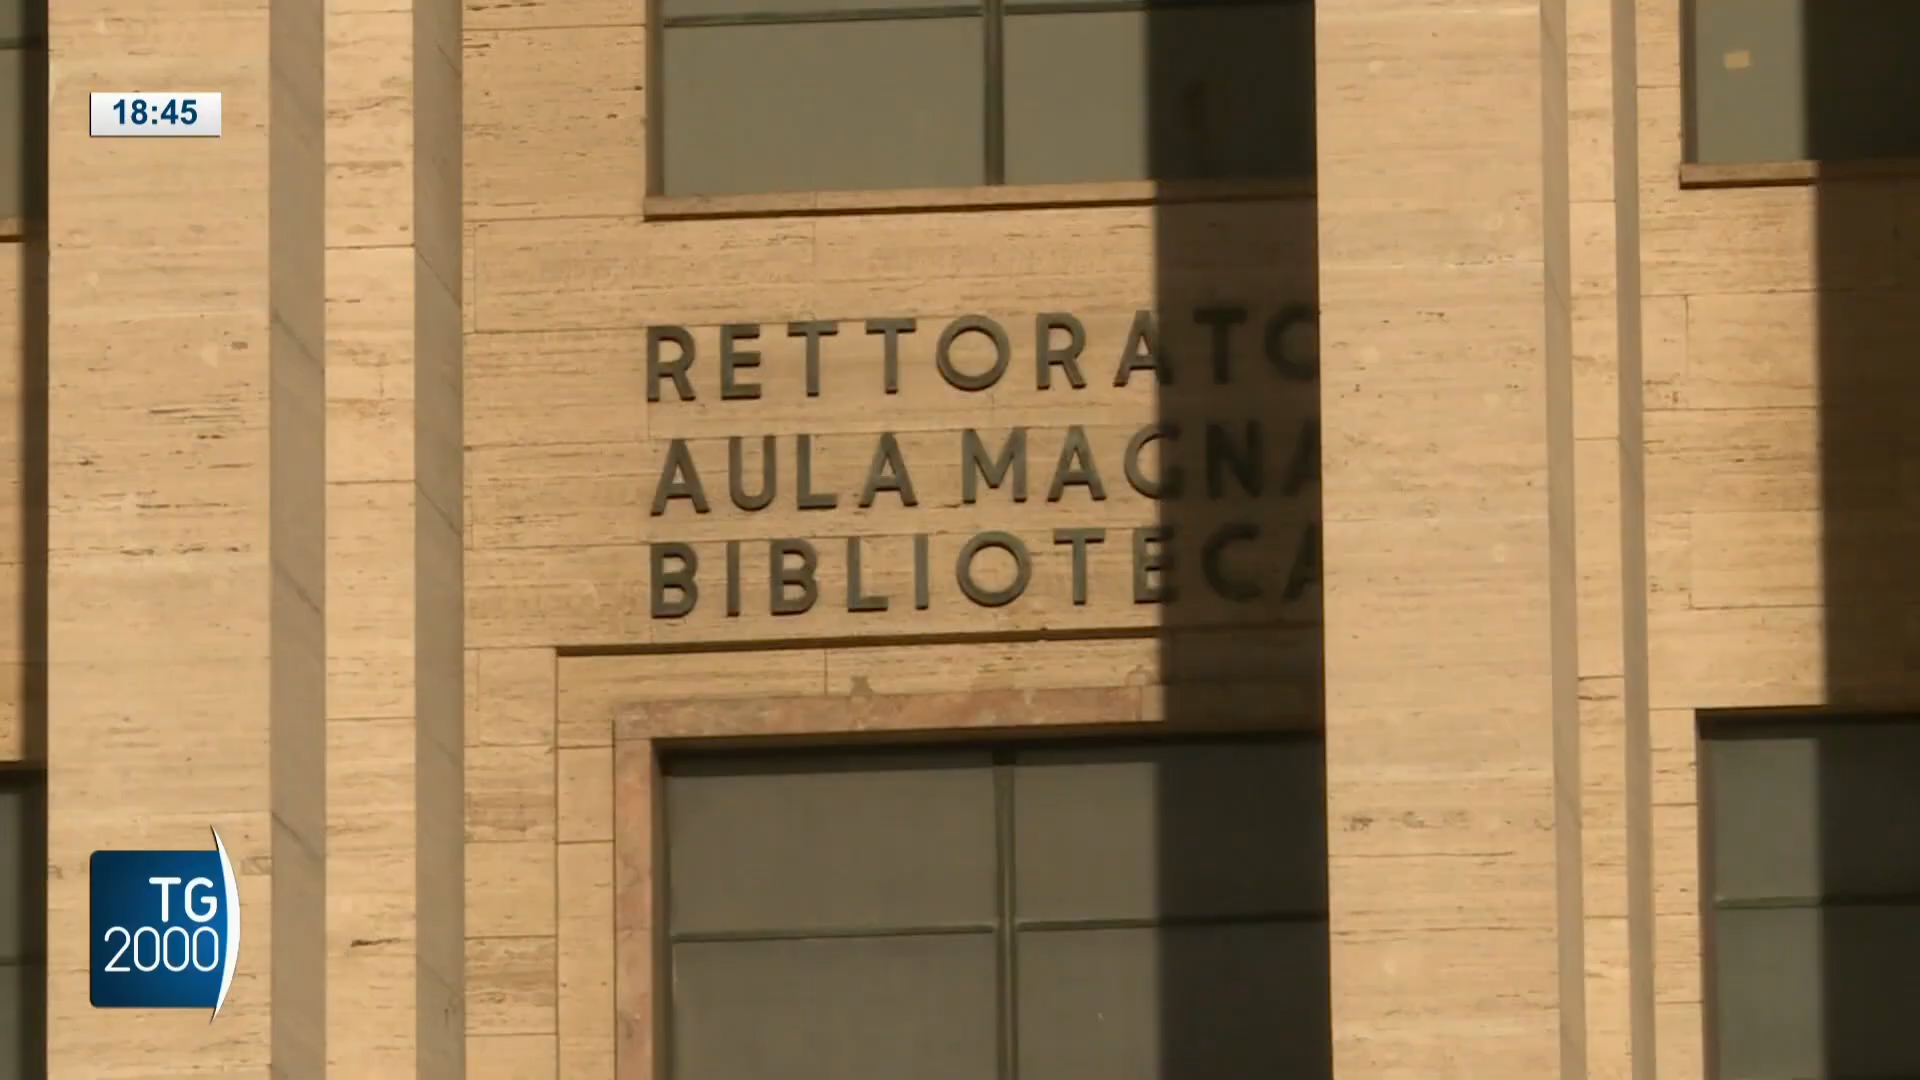 18:45
RETTORATO
AULA MAGNA
BIBLIOTECA
TG
2000